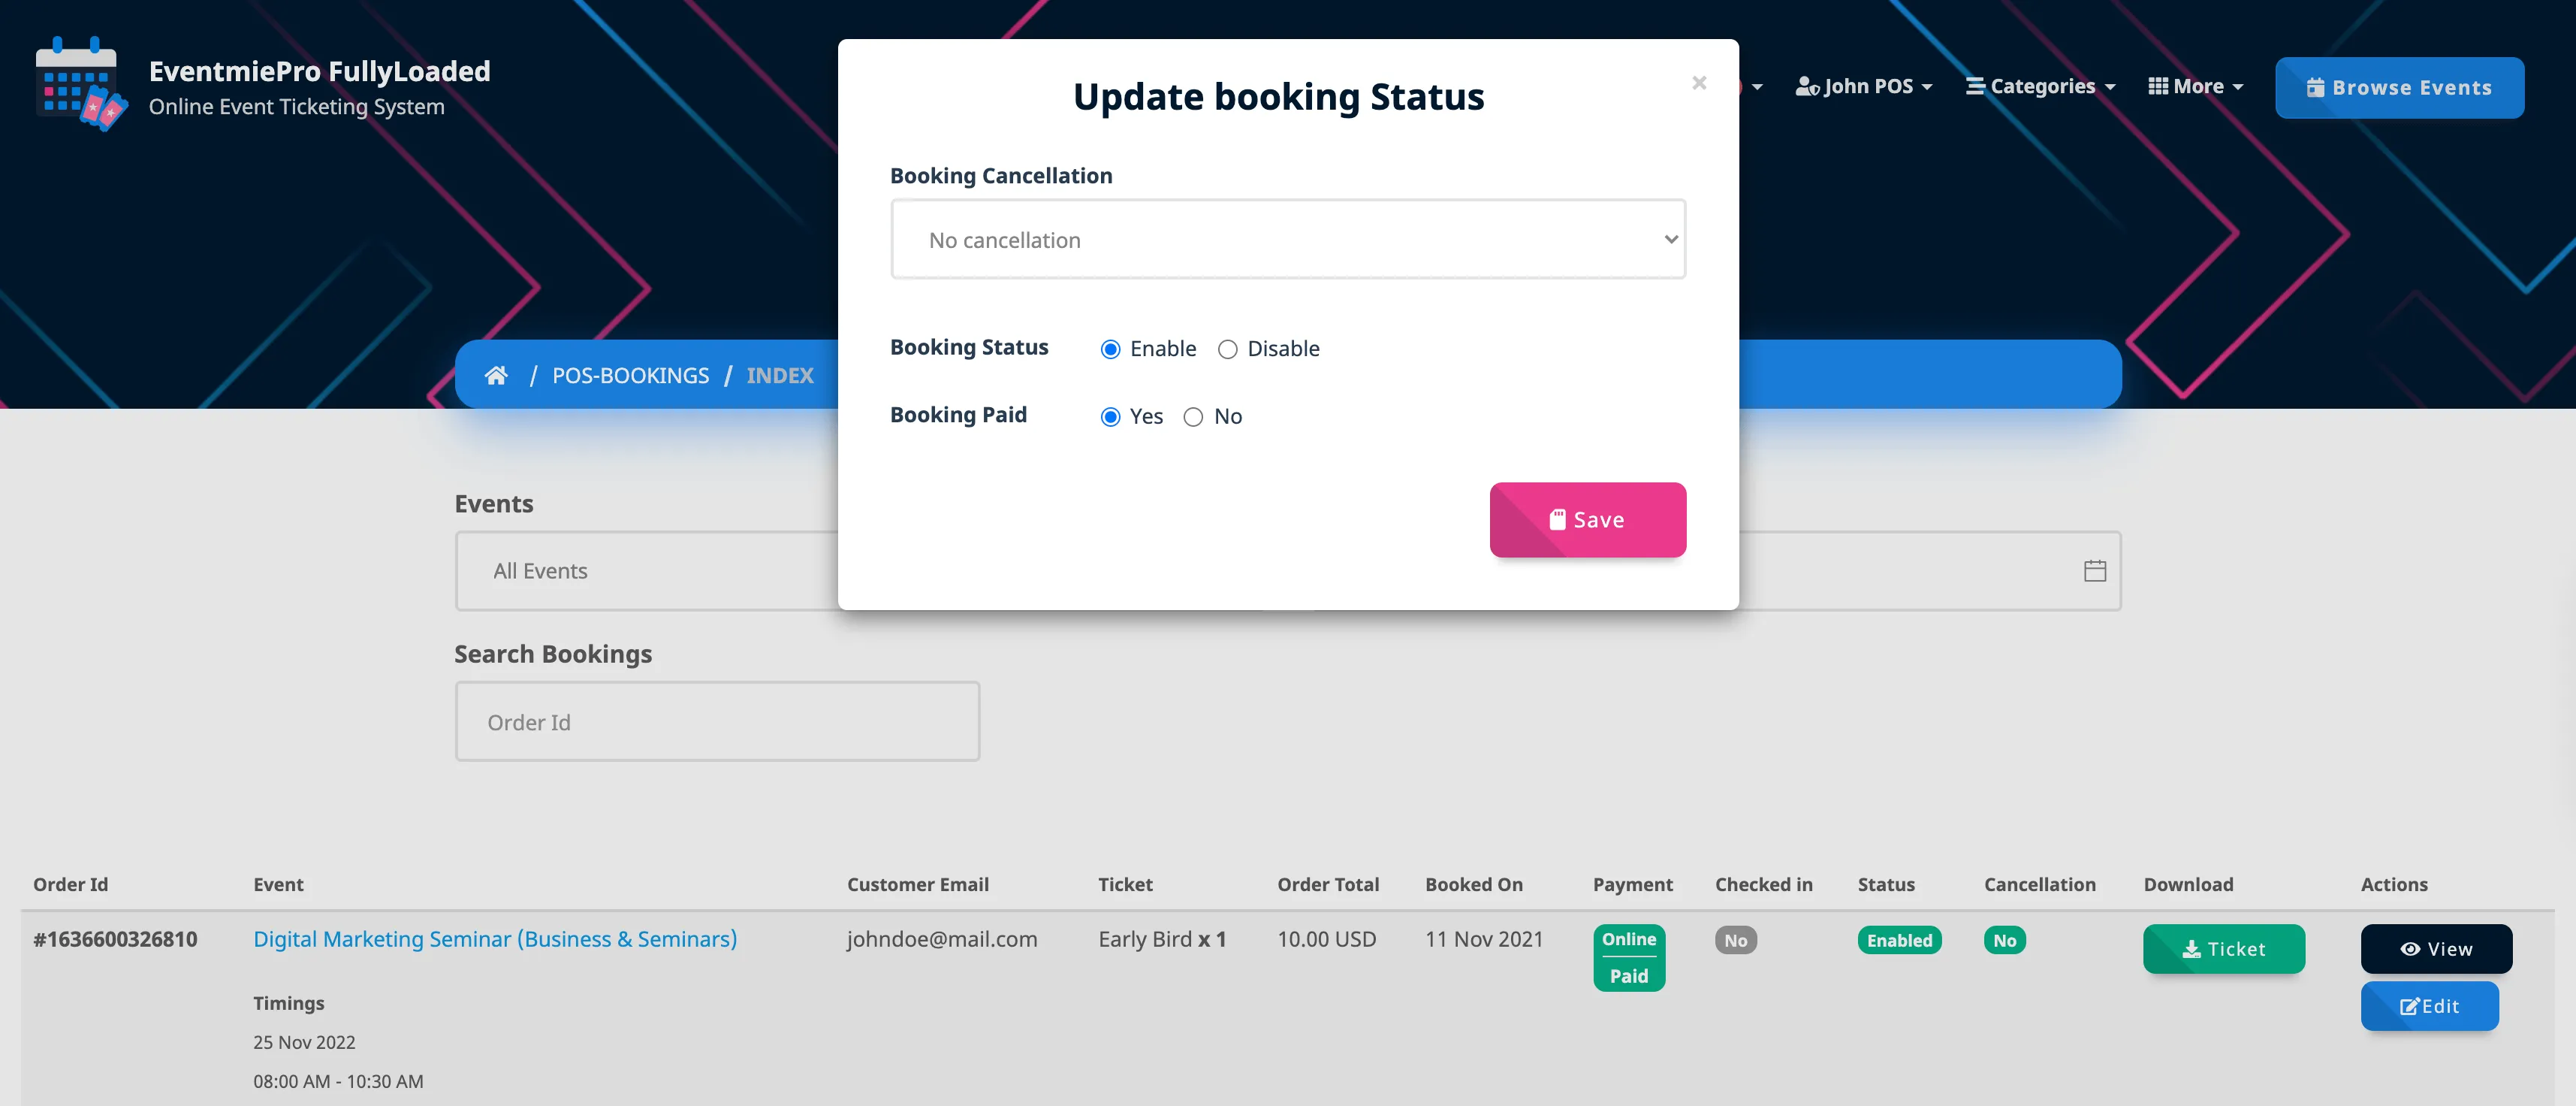 EventmiePro FullyLoaded
Online Event Ticketing System
John POS
Categories
More
Browse Events
Update booking Status
×
Booking Cancellation
No cancellation
Booking Status
Enable
Disable
Booking Paid
Yes
No
Save
/ POS-BOOKINGS / INDEX
Events
All Events
Search Bookings
Order Id
Order Id Event Customer Email Ticket Order Total Booked On Payment Checked in Status Cancellation Download Actions
#1636600326810 Digital Marketing Seminar (Business & Seminars) johndoe@mail.com Early Bird x 1 10.00 USD 11 Nov 2021 Online No Enabled No Ticket View
Paid
Edit
Timings
25 Nov 2022
08:00 AM - 10:30 AM